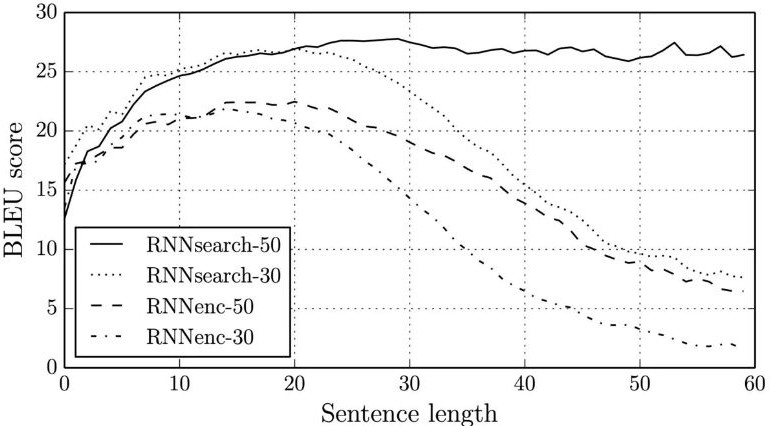 30
25
20
15
10
5
0
BLEU score
RNNsearch-50
RNNsearch-30
RNNenc-50
RNNenc-30
0 10 20 30 40 50 60
Sentence length